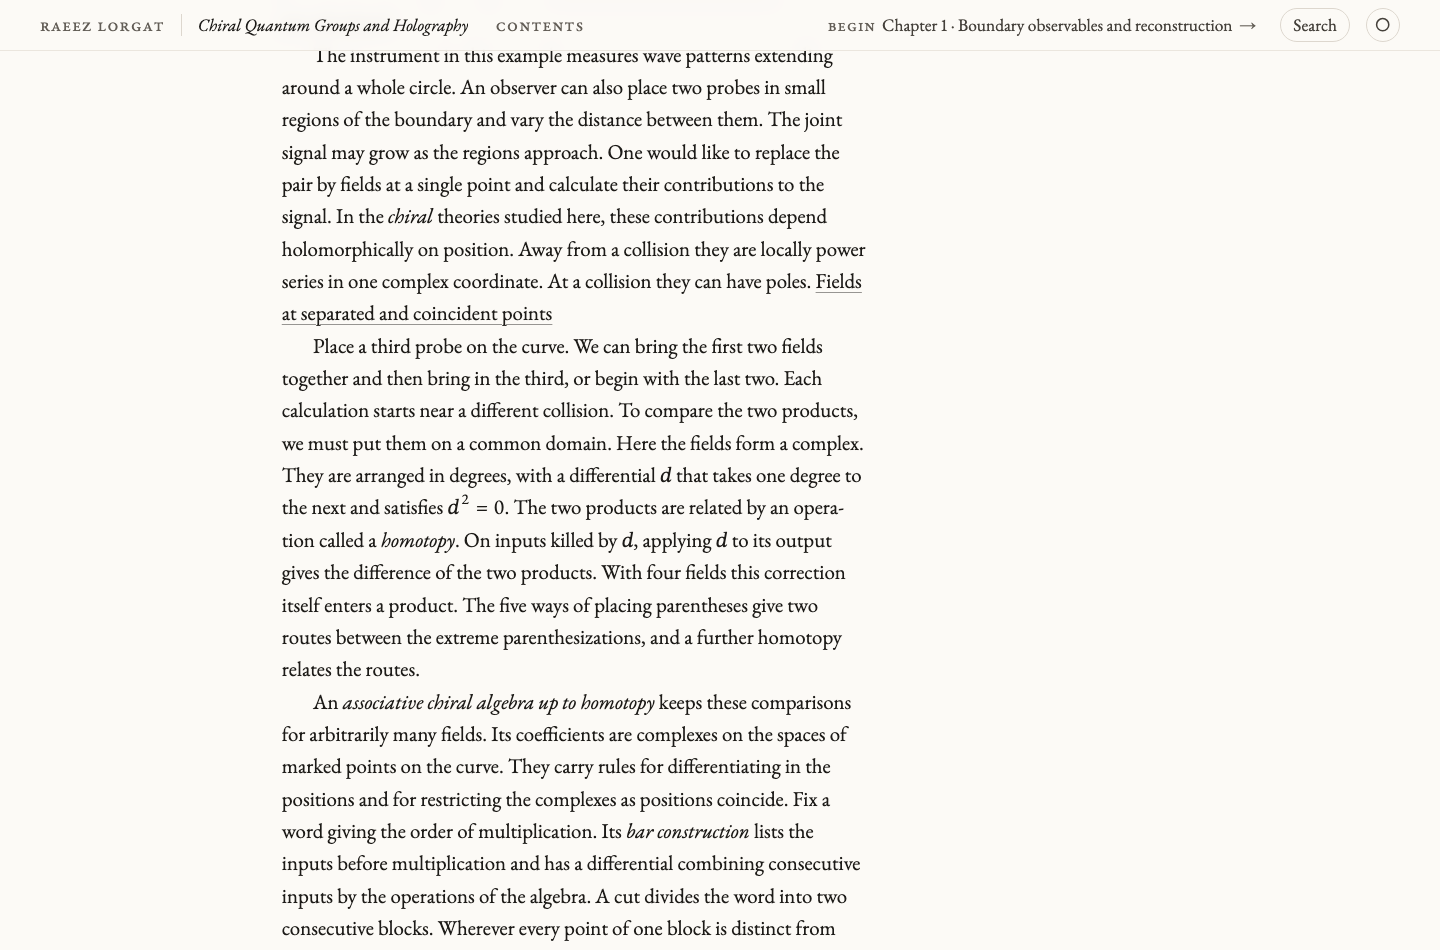 RAEEZ LORGAT
Chiral Quantum Groups and Holography
CONTENTS
BEGIN Chapter 1 · Boundary observables and reconstruction →
Search
The instrument in this example measures wave patterns extending
around a whole circle. An observer can also place two probes in small
regions of the boundary and vary the distance between them. The joint
signal may grow as the regions approach. One would like to replace the
pair by fields at a single point and calculate their contributions to the
signal. In the chiral theories studied here, these contributions depend
holomorphically on position. Away from a collision they are locally power
series in one complex coordinate. At a collision they can have poles. Fields
at separated and coincident points
Place a third probe on the curve. We can bring the first two fields
together and then bring in the third, or begin with the last two. Each
calculation starts near a different collision. To compare the two products,
we must put them on a common domain. Here the fields form a complex.
They are arranged in degrees, with a differential d that takes one degree to
the next and satisfies d² = 0. The two products are related by an opera-
tion called a homotopy. On inputs killed by d, applying d to its output
gives the difference of the two products. With four fields this correction
itself enters a product. The five ways of placing parentheses give two
routes between the extreme parenthesizations, and a further homotopy
relates the routes.
An associative chiral algebra up to homotopy keeps these comparisons
for arbitrarily many fields. Its coefficients are complexes on the spaces of
marked points on the curve. They carry rules for differentiating in the
positions and for restricting the complexes as positions coincide. Fix a
word giving the order of multiplication. Its bar construction lists the
inputs before multiplication and has a differential combining consecutive
inputs by the operations of the algebra. A cut divides the word into two
consecutive blocks. Wherever every point of one block is distinct from